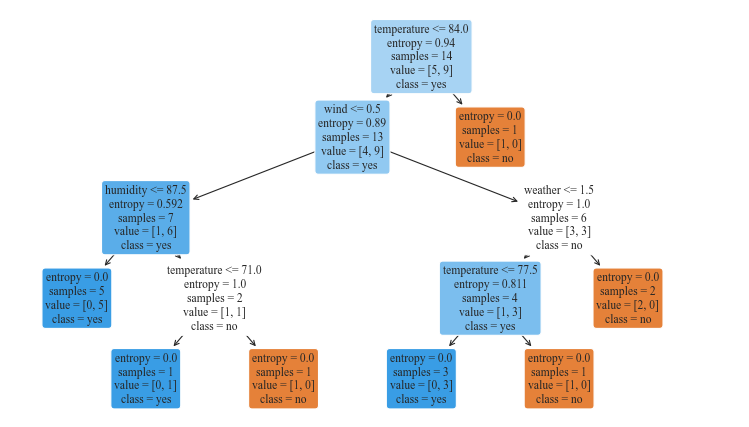 temperature <= 84.0
entropy = 0.94
samples = 14
value = [5, 9]
class = yes
wind <= 0.5
entropy = 0.89
samples = 13
value = [4, 9]
class = yes
entropy = 0.0
samples = 1
value = [1, 0]
class = no
humidity <= 87.5
entropy = 0.592
samples = 7
value = [1, 6]
class = yes
weather <= 1.5
entropy = 1.0
samples = 6
value = [3, 3]
class = no
entropy = 0.0
samples = 5
value = [0, 5]
class = yes
temperature <= 71.0
entropy = 1.0
samples = 2
value = [1, 1]
class = no
temperature <= 77.5
entropy = 0.811
samples = 4
value = [1, 3]
class = yes
entropy = 0.0
samples = 2
value = [2, 0]
class = no
entropy = 0.0
samples = 1
value = [0, 1]
class = yes
entropy = 0.0
samples = 1
value = [1, 0]
class = no
entropy = 0.0
samples = 3
value = [0, 3]
class = yes
entropy = 0.0
samples = 1
value = [1, 0]
class = no